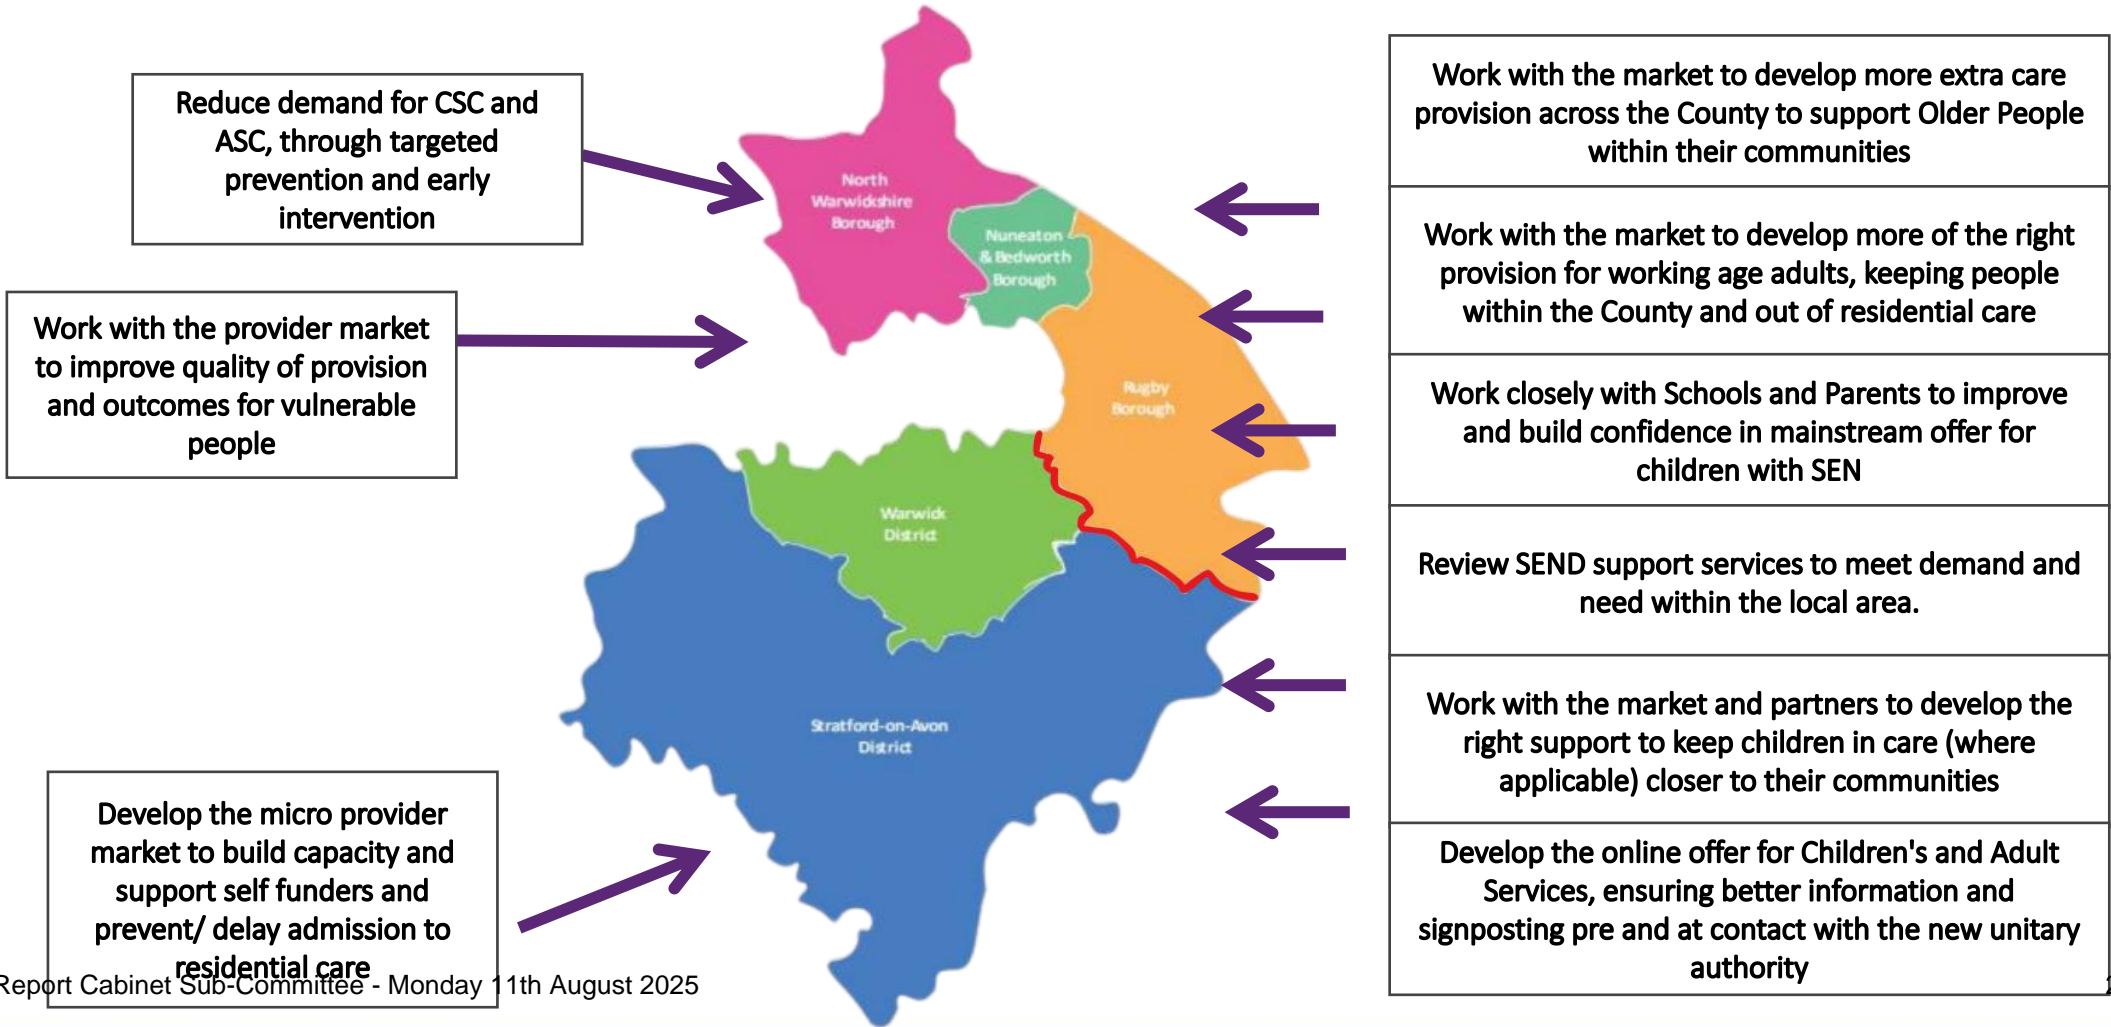 Reduce demand for CSC and
ASC, through targeted
prevention and early
intervention
Work with the provider market
to improve quality of provision
and outcomes for vulnerable
people
Develop the micro provider
market to build capacity and
support self funders and
prevent/ delay admission to
residential care
North
Warwickshire
Borough
Nuneaton
& Bedworth
Borough
Rugby
Borough
Warwick
District
Stratford-on-Avon
District
Work with the market to develop more extra care
provision across the County to support Older People
within their communities
Work with the market to develop more of the right
provision for working age adults, keeping people
within the County and out of residential care
Work closely with Schools and Parents to improve
and build confidence in mainstream offer for
children with SEN
Review SEND support services to meet demand and
need within the local area.
Work with the market and partners to develop the
right support to keep children in care (where
applicable) closer to their communities
Develop the online offer for Children's and Adult
Services, ensuring better information and
signposting pre and at contact with the new unitary
authority
Report Cabinet Sub-Committee - Monday 11th August 2025